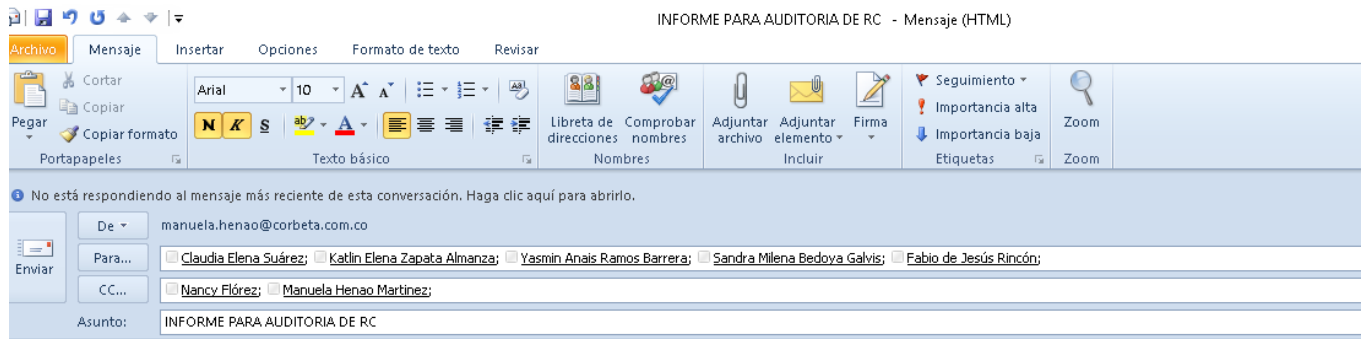 INFORME PARA AUDITORIA DE RC - Mensaje (HTML)
Archivo Mensaje Insertar Opciones Formato de texto Revisar
Pegar
Cortar
Copiar
Copiar formato
Portapapeles
Arial 10
N K S
Texto básico
Libreta de direcciones
Comprobar nombres
Nombres
Adjuntar archivo
Adjuntar elemento
Firma
Incluir
Seguimiento
Importancia alta
Importancia baja
Etiquetas
Zoom
Zoom
No está respondiendo al mensaje más reciente de esta conversación. Haga clic aquí para abrirlo.
Enviar
De manuela.henao@corbeta.com.co
Para... Claudia Elena Suárez; Katlin Elena Zapata Almanza; Yasmin Anais Ramos Barrera; Sandra Milena Bedoya Galvis; Fabio de Jesús Rincón;
CC... Nancy Flórez; Manuela Henao Martinez;
Asunto: INFORME PARA AUDITORIA DE RC